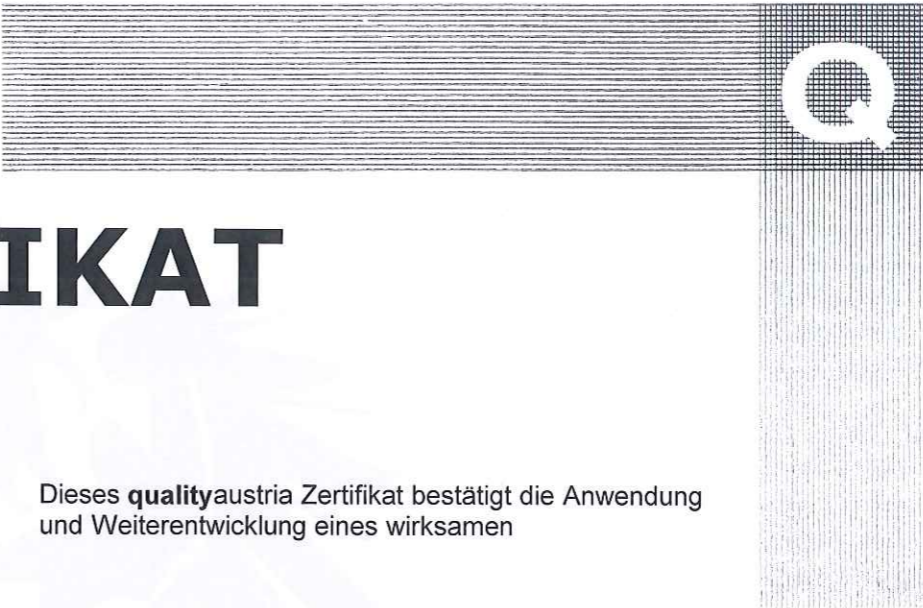 Q
IKAT
Dieses qualityaustria Zertifikat bestätigt die Anwendung
und Weiterentwicklung eines wirksamen